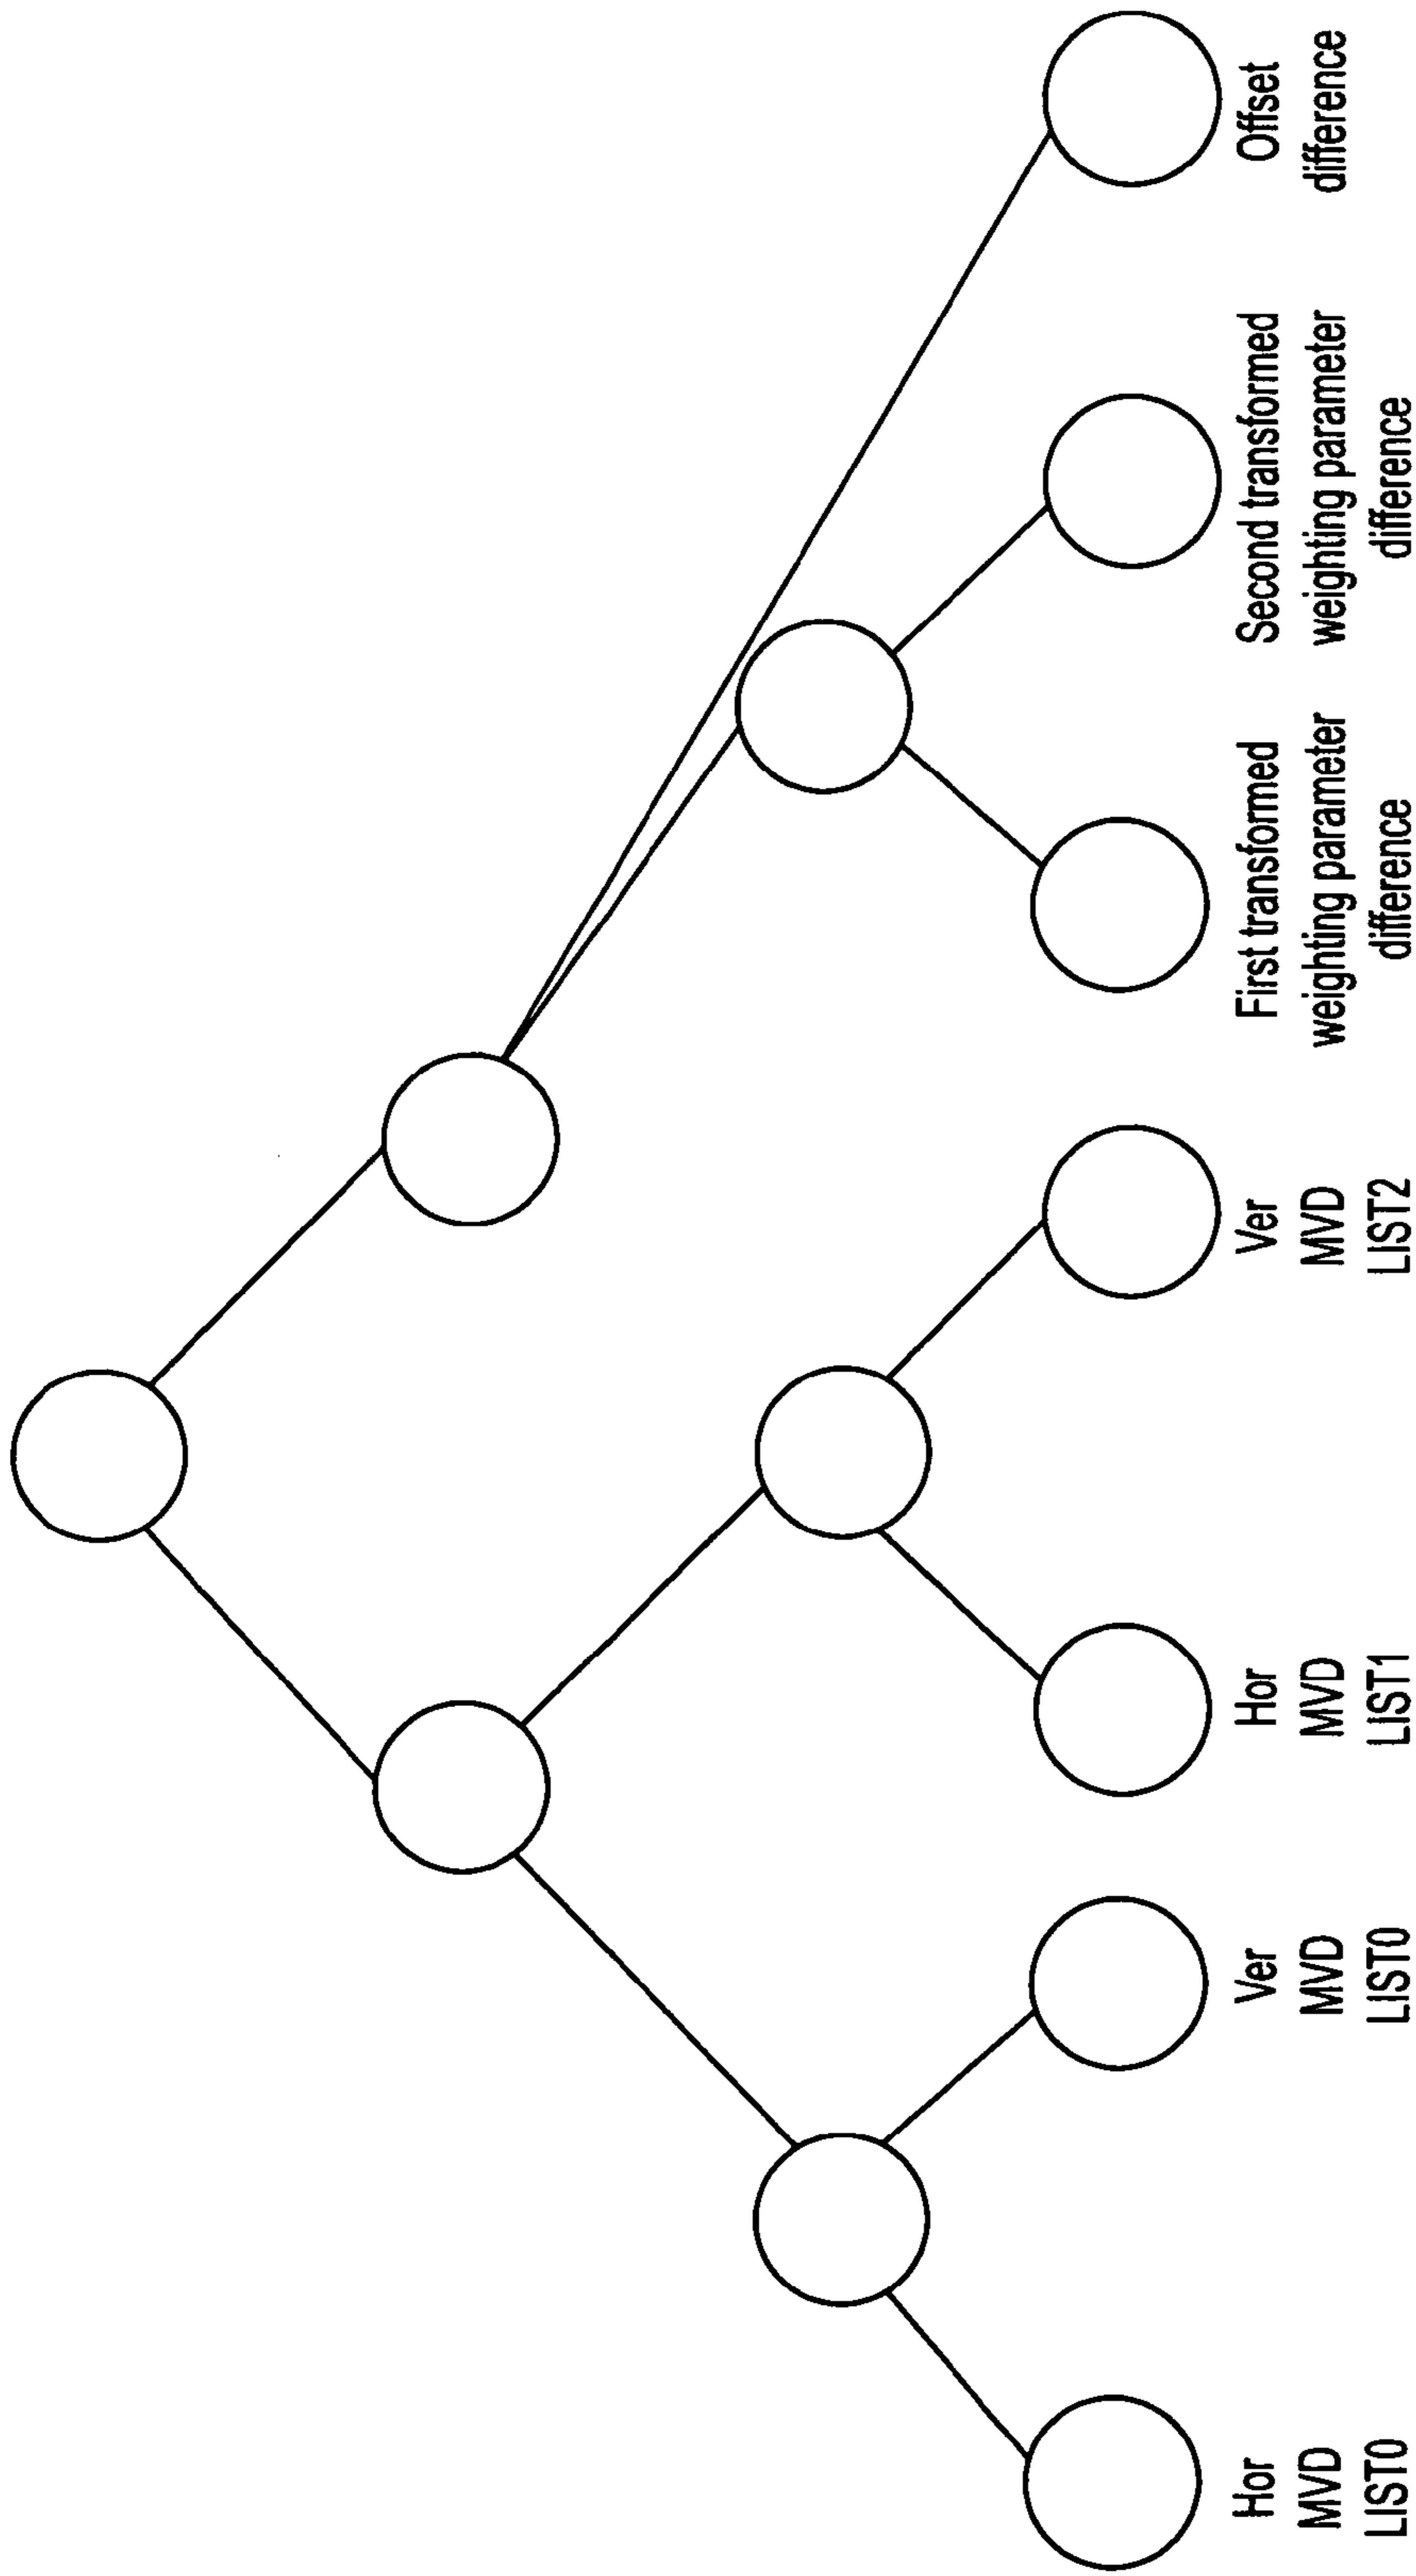 Hor
MVD
LIST0
Ver
MVD
LIST0
Hor
MVD
LIST1
Ver
MVD
LIST2
First transformed
weighting parameter
difference
Second transformed
weighting parameter
difference
Offset
difference